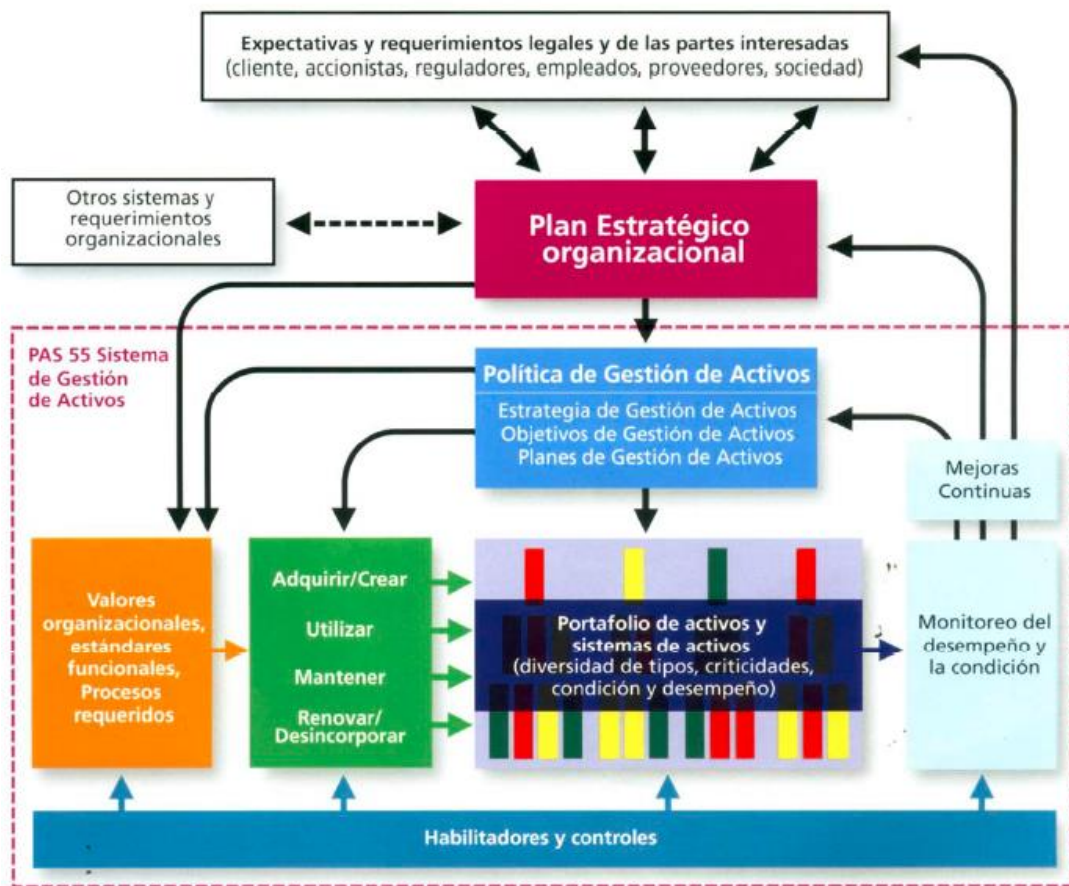 Expectativas y requerimientos legales y de las partes interesadas
(cliente, accionistas, reguladores, empleados, proveedores, sociedad)
Otros sistemas y
requerimientos
organizacionales
Plan Estratégico
organizacional
PAS 55 Sistema
de Gestión
de Activos
Política de Gestión de Activos
Estrategia de Gestión de Activos
Objetivos de Gestión de Activos
Planes de Gestión de Activos
Mejoras
Continuas
Valores
organizacionales,
estándares
funcionales,
Procesos
requeridos
Adquirir/Crear
Utilizar
Mantener
Renovar/
Desincorporar
Portafolio de activos y
sistemas de activos
(diversidad de tipos, criticidades,
condición y desempeño)
Monitoreo del
desempeño y
la condición
Habilitadores y controles